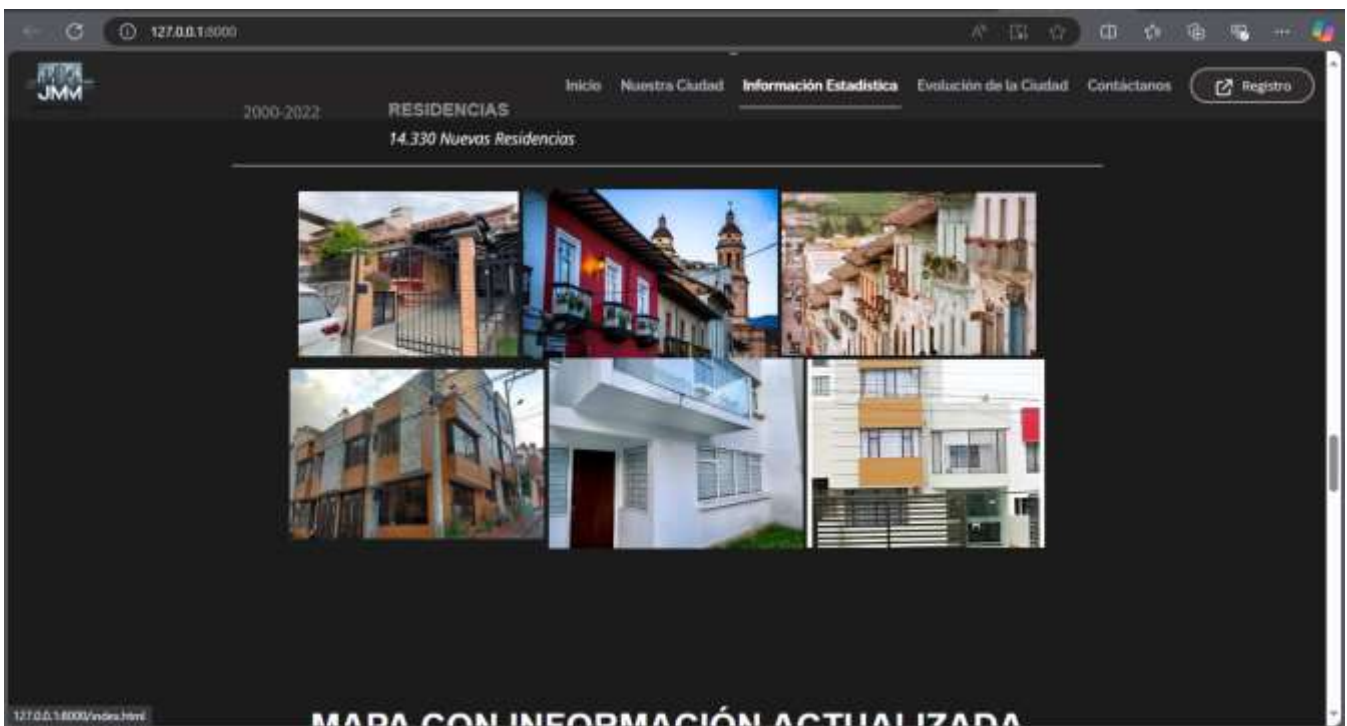 127.0.0.1:8000
JMM
Inicio Nuestra Ciudad Información Estadística Evolución de la Ciudad Contáctanos Registro
2000-2022 RESIDENCIAS
14.330 Nuevas Residencias
127.0.0.1:8000/index.html
MAPA CON INFORMACIÓN ACTUALIZADA